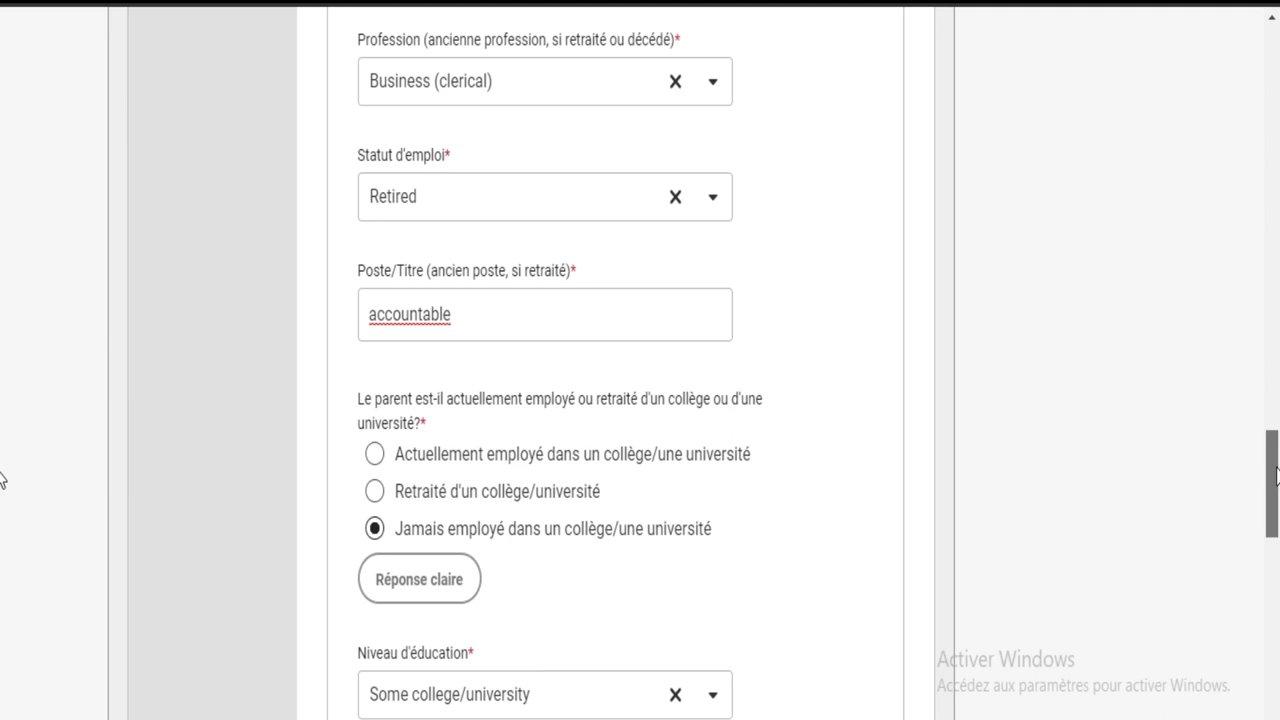 Profession (ancienne profession, si retraité ou décédé)*
Business (clerical)
Statut d'emploi*
Retired
Poste/Titre (ancien poste, si retraité)*
accountable
Le parent est-il actuellement employé ou retraité d'un collège ou d'une
université?*
Actuellement employé dans un collège/une université
Retraité d'un collège/université
Jamais employé dans un collège/une université
Réponse claire
Niveau d'éducation*
Some college/university
Activer Windows
Accédez aux paramètres pour activer Windows.